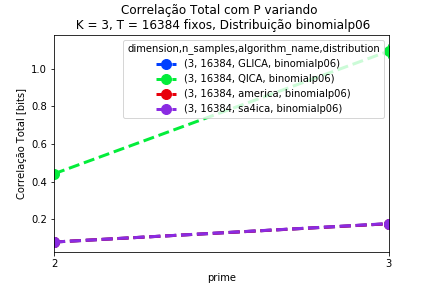 Correlação Total com P variando
K = 3, T = 16384 fixos, Distribuição binomialp06
dimension,n_samples,algorithm_name,distribution
(3, 16384, GLICA, binomialp06)
(3, 16384, QICA, binomialp06)
(3, 16384, america, binomialp06)
(3, 16384, sa4ica, binomialp06)
Correlação Total [bits]
1.0
0.8
0.6
0.4
0.2
2
3
prime